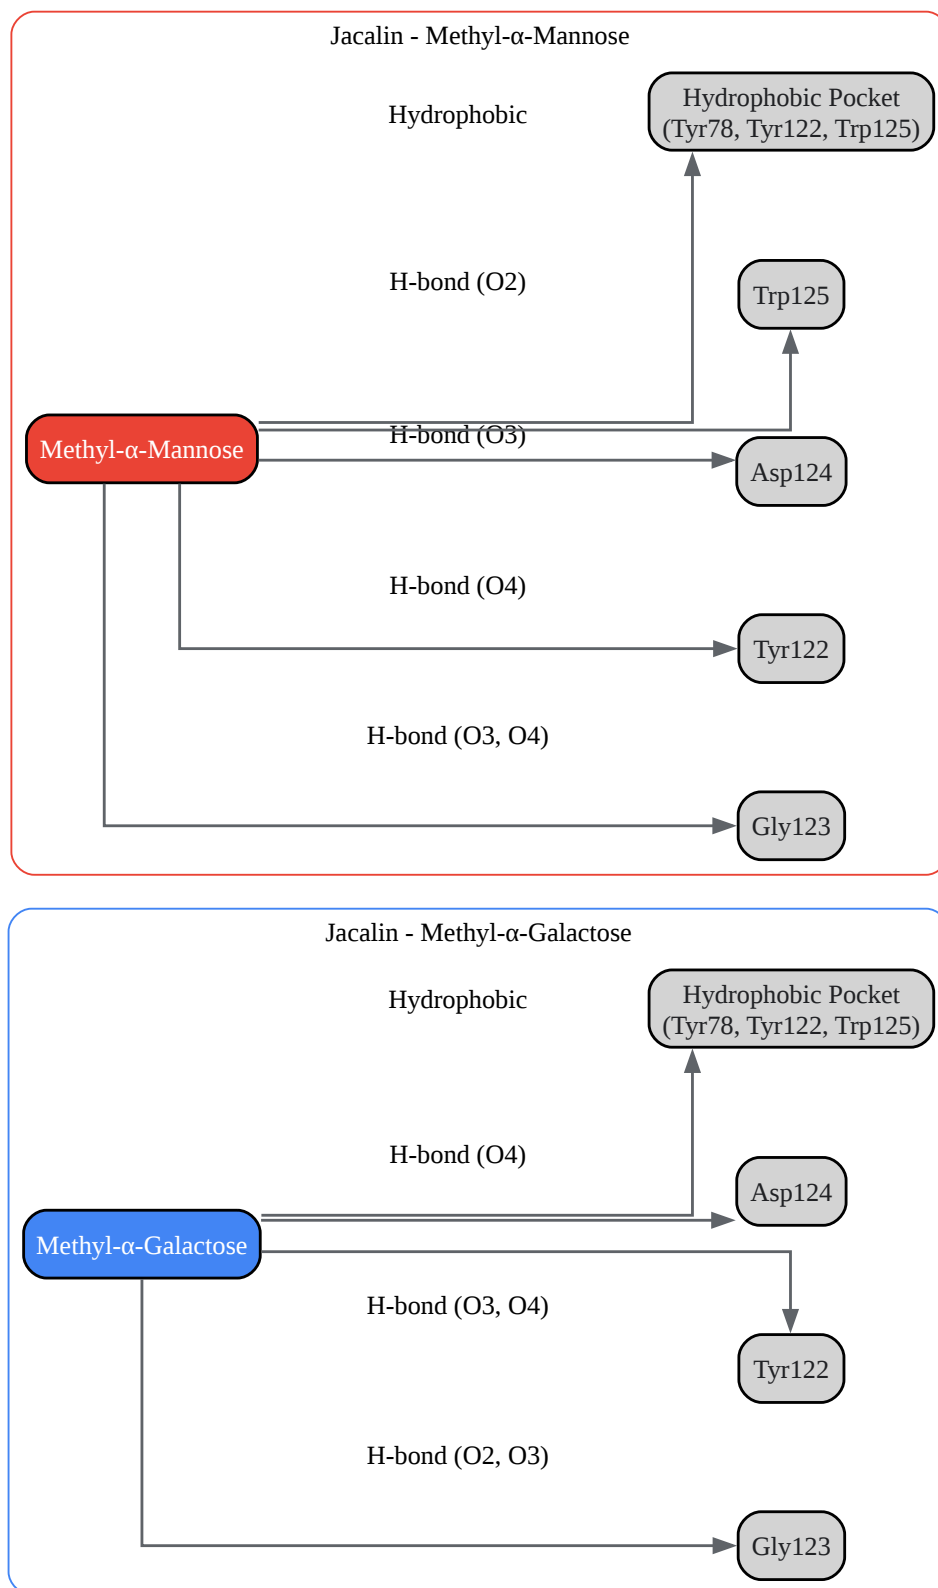 Jacalin - Methyl-α-Mannose
Hydrophobic
Hydrophobic Pocket
(Tyr78, Tyr122, Trp125)
H-bond (O2)
Trp125
H-bond (O3)
Methyl-α-Mannose
Asp124
H-bond (O4)
Tyr122
H-bond (O3, O4)
Gly123
Jacalin - Methyl-α-Galactose
Hydrophobic
Hydrophobic Pocket
(Tyr78, Tyr122, Trp125)
H-bond (O4)
Asp124
Methyl-α-Galactose
H-bond (O3, O4)
Tyr122
H-bond (O2, O3)
Gly123